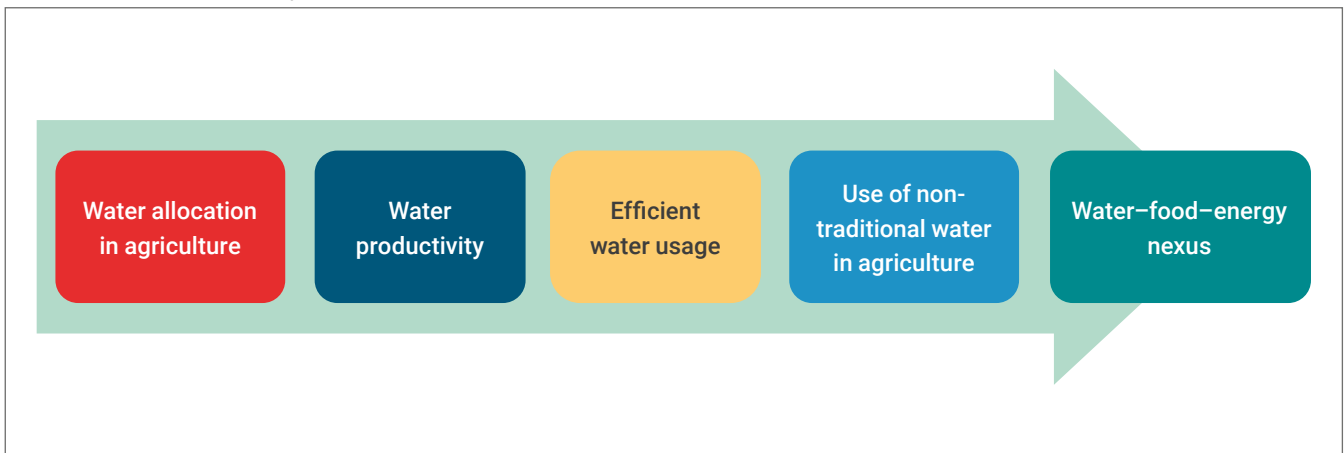 Water allocation
in agriculture
Water
productivity
Efficient
water usage
Use of non-
traditional water
in agriculture
Water–food–energy
nexus